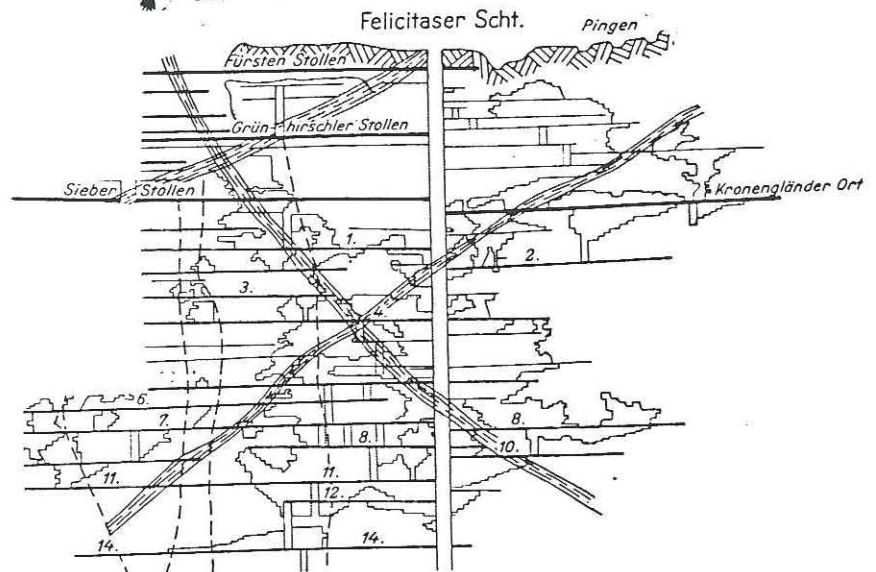 Felicitaser Scht.
Pingen
Fürsten Stollen
Grün-hirschler Stollen
Sieber Stollen
Kronengländer Ort
1.
2.
3.
4.
6.
7.
8.
8.
10.
11.
11.
12.
14.
14.